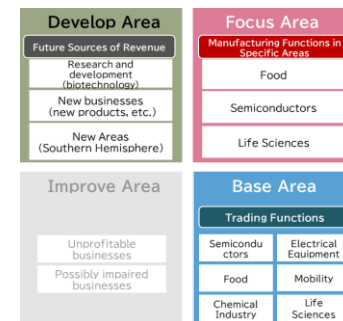 Develop Area
Future Sources of Revenue
Research and
development
(biotechnology)
New businesses
(new products, etc.)
New Areas
(Southern Hemisphere)
Focus Area
Manufacturing Functions in
Specific Areas
Food
Semiconductors
Life Sciences
Improve Area
Unprofitable
businesses
Possibly impaired
businesses
Base Area
Trading Functions
Semicondu
ctors
Electrical
Equipment
Food
Mobility
Chemical
Industry
Life
Sciences